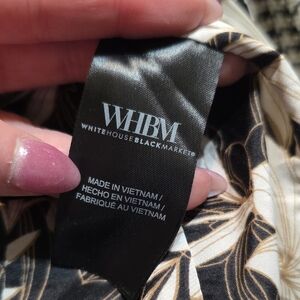 WHBM
WHITEHOUSEBLACKMARKET®
MADE IN VIETNAM /
HECHO EN VIETNAM /
FABRIQUÉ AU VIETNAM